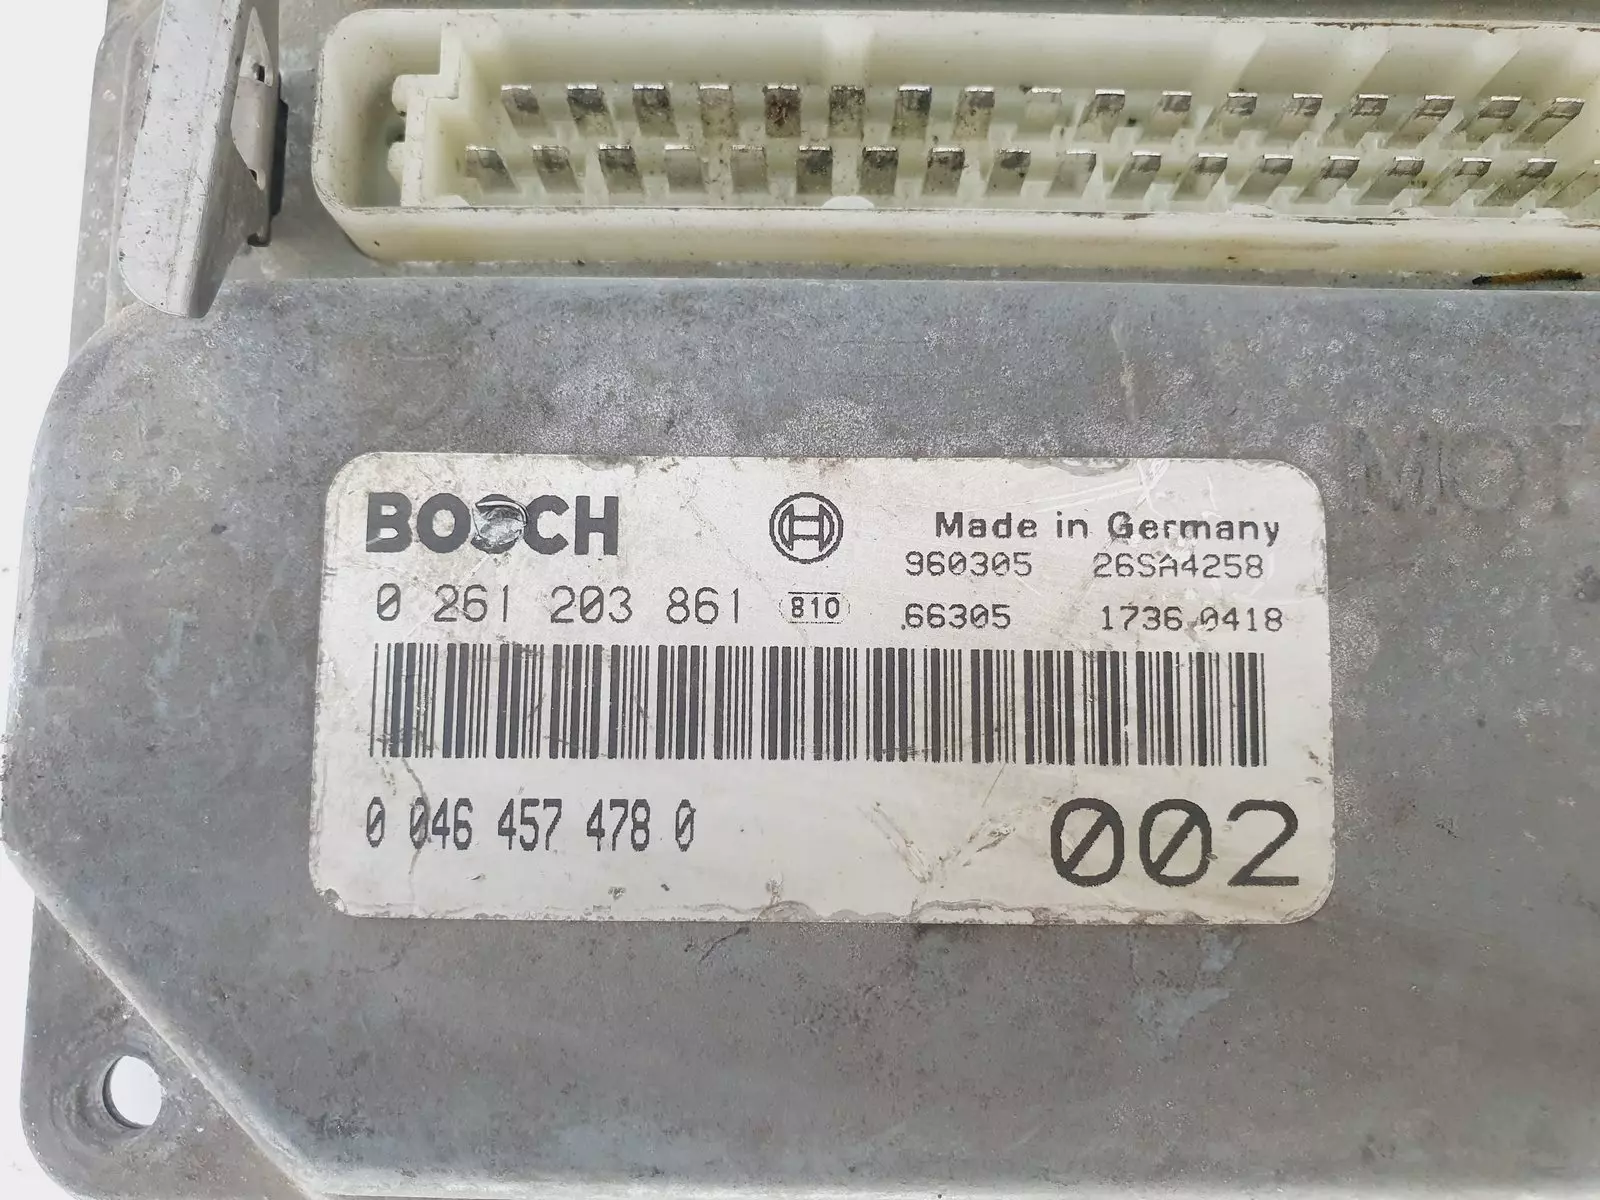 MOT
BOSCH
Made in Germany
960305 26SA4258
0 261 203 861 810 .66305 1736 0418
0 046 457 478 0
002